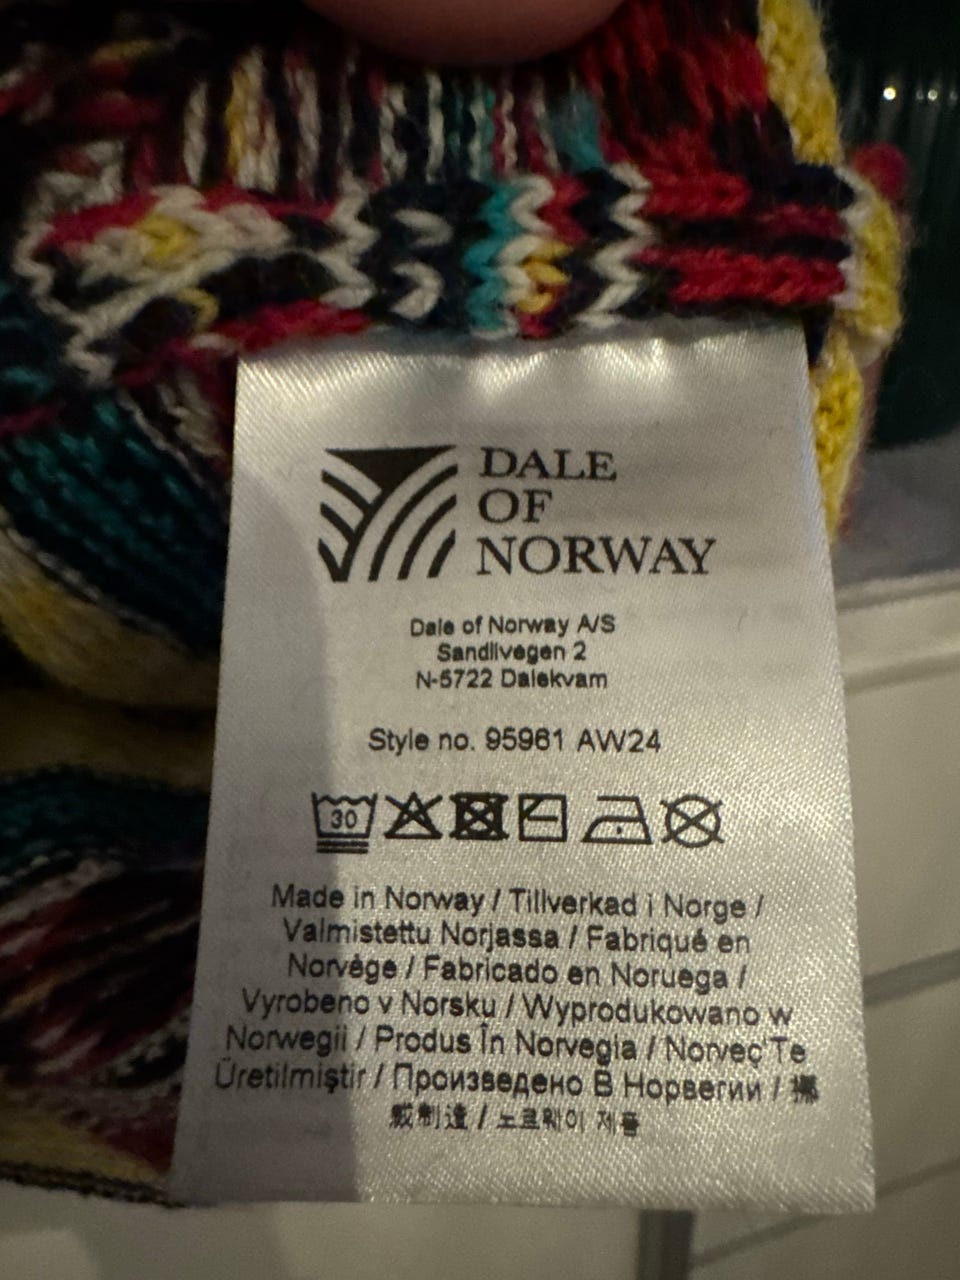 DALE
OF
NORWAY
Dale of Norway A/S
Sandlivegen 2
N-5722 Dalekvam
Style no. 95961 AW24
30
Made in Norway / Tillverkad i Norge /
Valmistettu Norjassa / Fabriqué en
Norvège / Fabricado en Noruega /
Vyrobeno v Norsku / Wyprodukowano w
Norwegii / Produs În Norvegia / Norveç'Te
Üretilmiştir / Произведено В Норвегии / 挪
威制造 / 노르웨이 제품